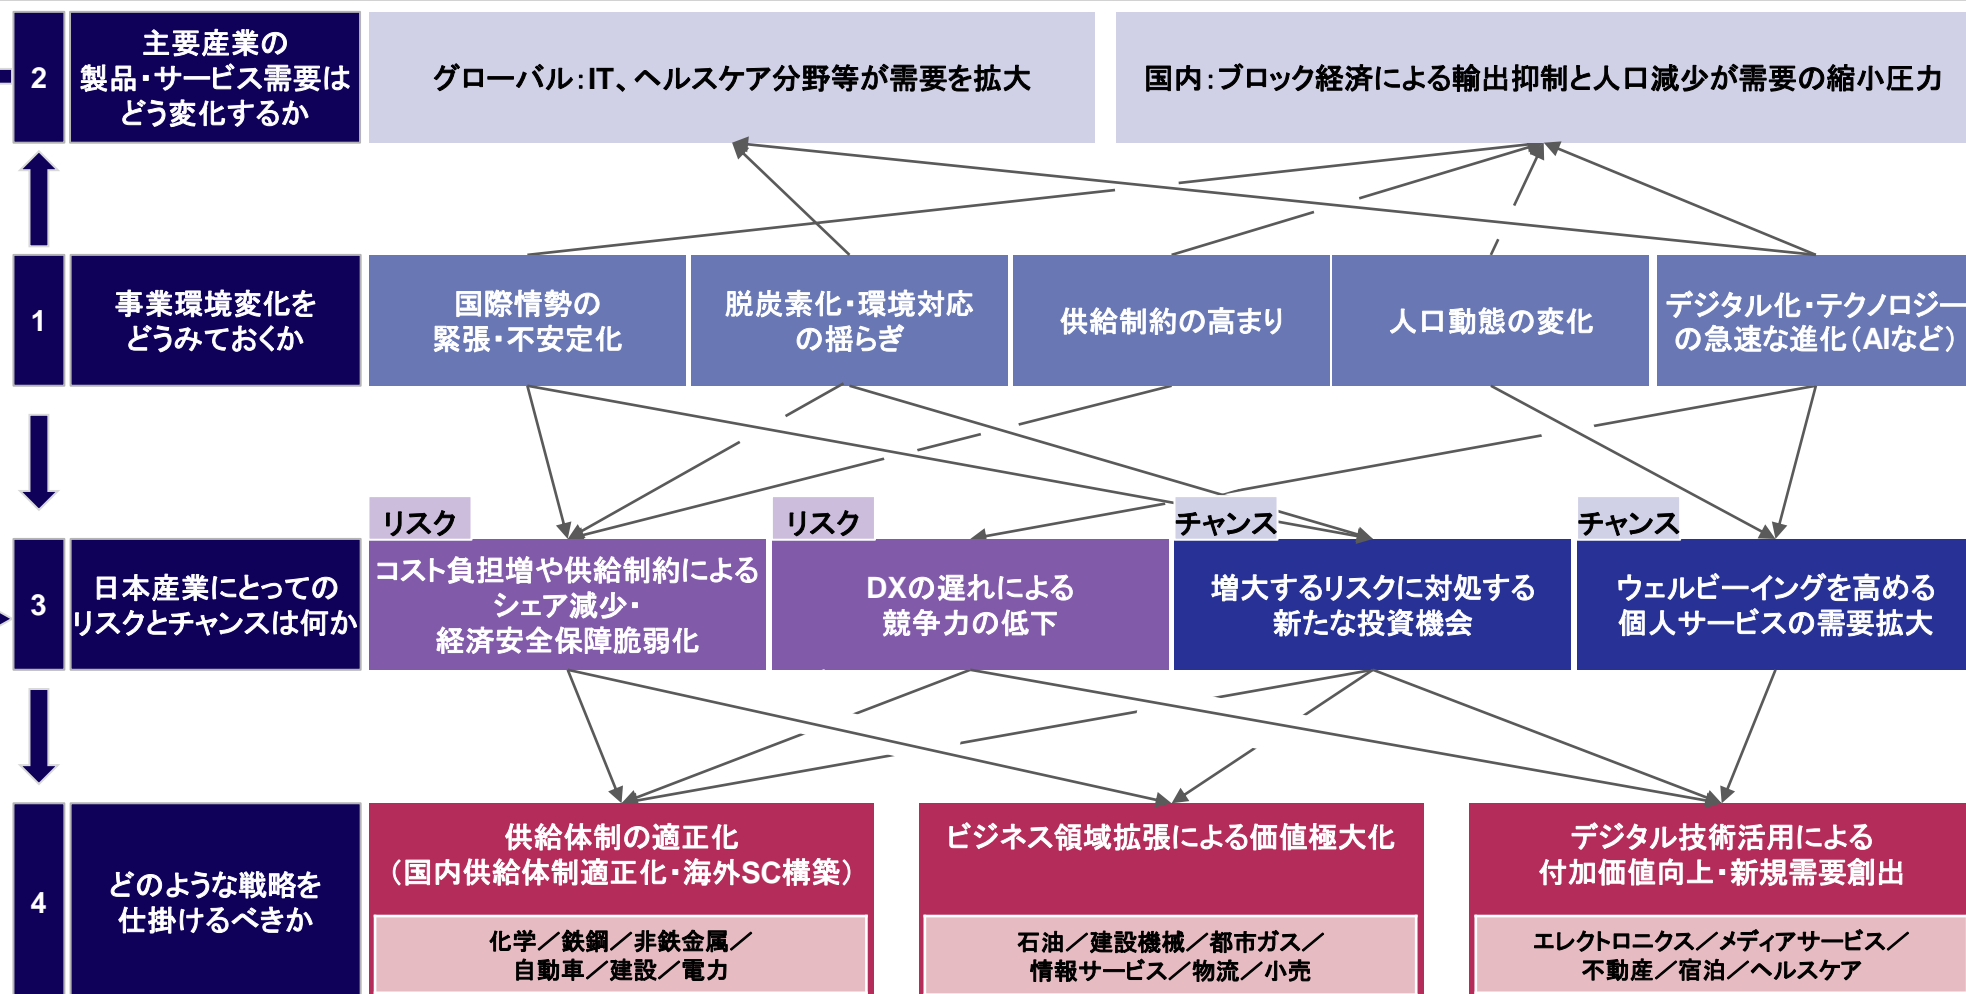 2
主要産業の
製品・サービス需要は
どう変化するか
グローバル：IT、ヘルスケア分野等が需要を拡大
国内：ブロック経済による輸出抑制と人口減少が需要の縮小圧力
1
事業環境変化を
どうみておくか
国際情勢の
緊張・不安定化
脱炭素化・環境対応
の揺らぎ
供給制約の高まり
人口動態の変化
デジタル化・テクノロジー
の急速な進化（AIなど）
3
日本産業にとっての
リスクとチャンスは何か
リスク
コスト負担増や供給制約による
シェア減少・
経済安全保障脆弱化
リスク
DXの遅れによる
競争力の低下
チャンス
増大するリスクに対処する
新たな投資機会
チャンス
ウェルビーイングを高める
個人サービスの需要拡大
4
どのような戦略を
仕掛けるべきか
供給体制の適正化
（国内供給体制適正化・海外SC構築）
化学／鉄鋼／非鉄金属／
自動車／建設／電力
ビジネス領域拡張による価値極大化
石油／建設機械／都市ガス／
情報サービス／物流／小売
デジタル技術活用による
付加価値向上・新規需要創出
エレクトロニクス／メディアサービス／
不動産／宿泊／ヘルスケア